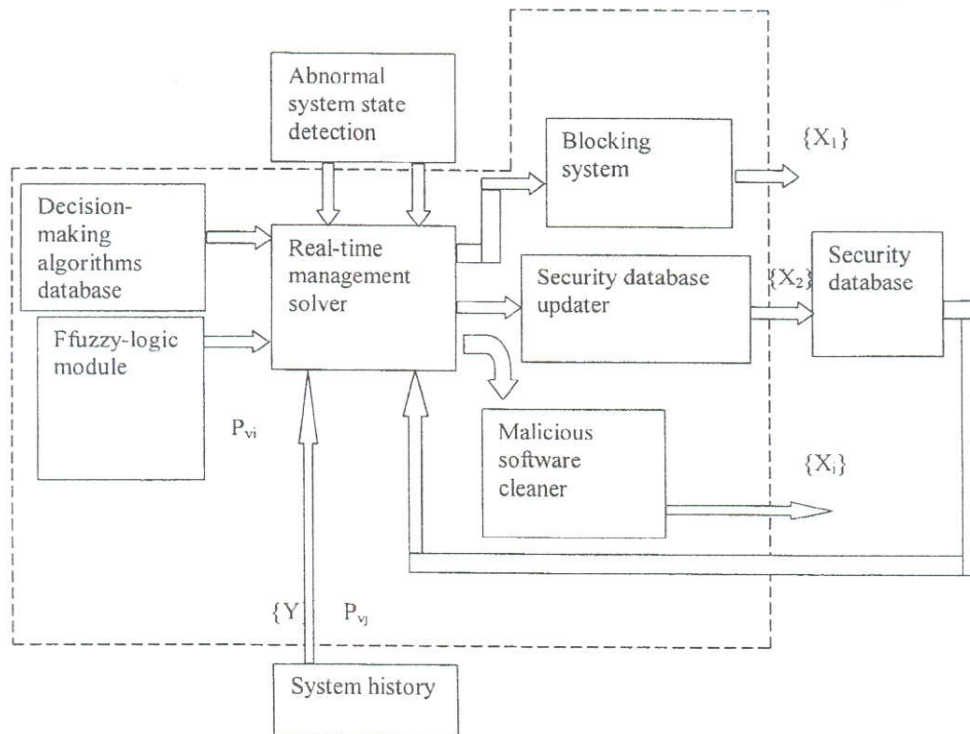 Abnormal
system state
detection
Blocking
system
{X₁}
Decision-
making
algorithms
database
Real-time
management
solver
Security database
updater
{X₂}
Security
database
Ffuzzy-logic
module
Pᵥᵢ
Malicious
software
cleaner
{Xᵢ}
{Y
Pᵥⱼ
System history